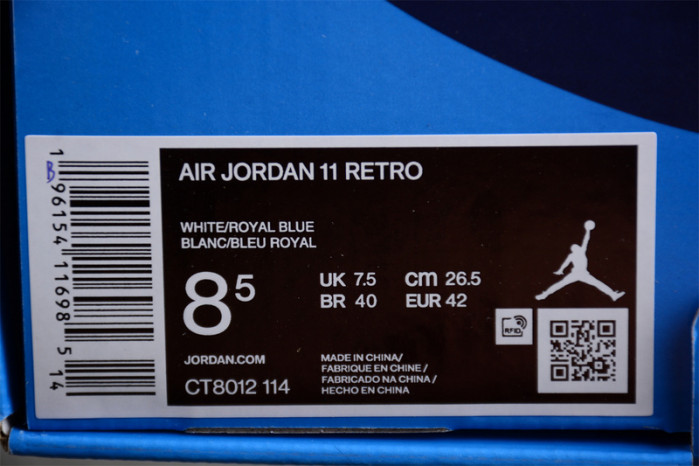 AIR JORDAN 11 RETRO
WHITE/ROYAL BLUE
BLANC/BLEU ROYAL
8⁵
UK 7.5 cm 26.5
BR 40 EUR 42
RFID
JORDAN.COM
CT8012 114
MADE IN CHINA/
FABRIQUE EN CHINE /
FABRICADO NA CHINA /
HECHO EN CHINA
1 96154 11698 5 14